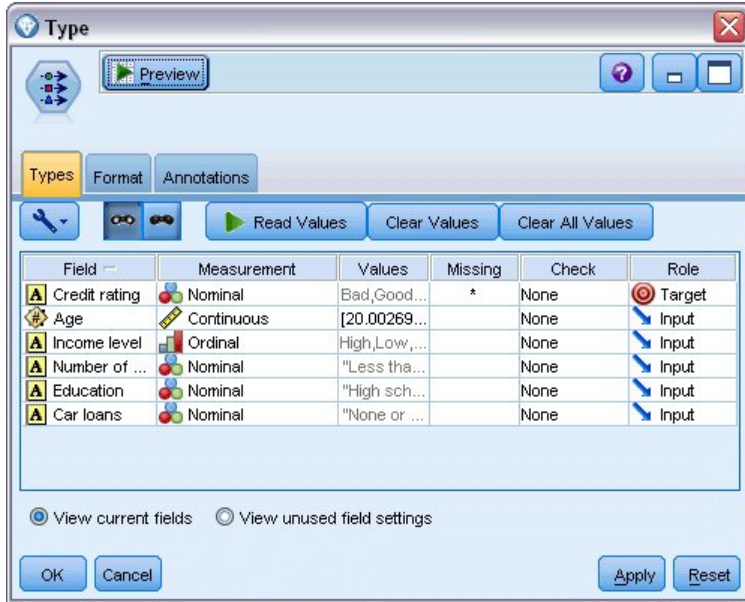 Type
Preview
Types Format Annotations
Read Values Clear Values Clear All Values
Field Measurement Values Missing Check Role
A Credit rating Nominal Bad,Good... * None Target
Age Continuous [20.00269... None Input
A Income level Ordinal High,Low,... None Input
A Number of ... Nominal "Less tha... None Input
A Education Nominal "High sch... None Input
A Car loans Nominal "None or ... None Input
View current fields View unused field settings
OK Cancel Apply Reset